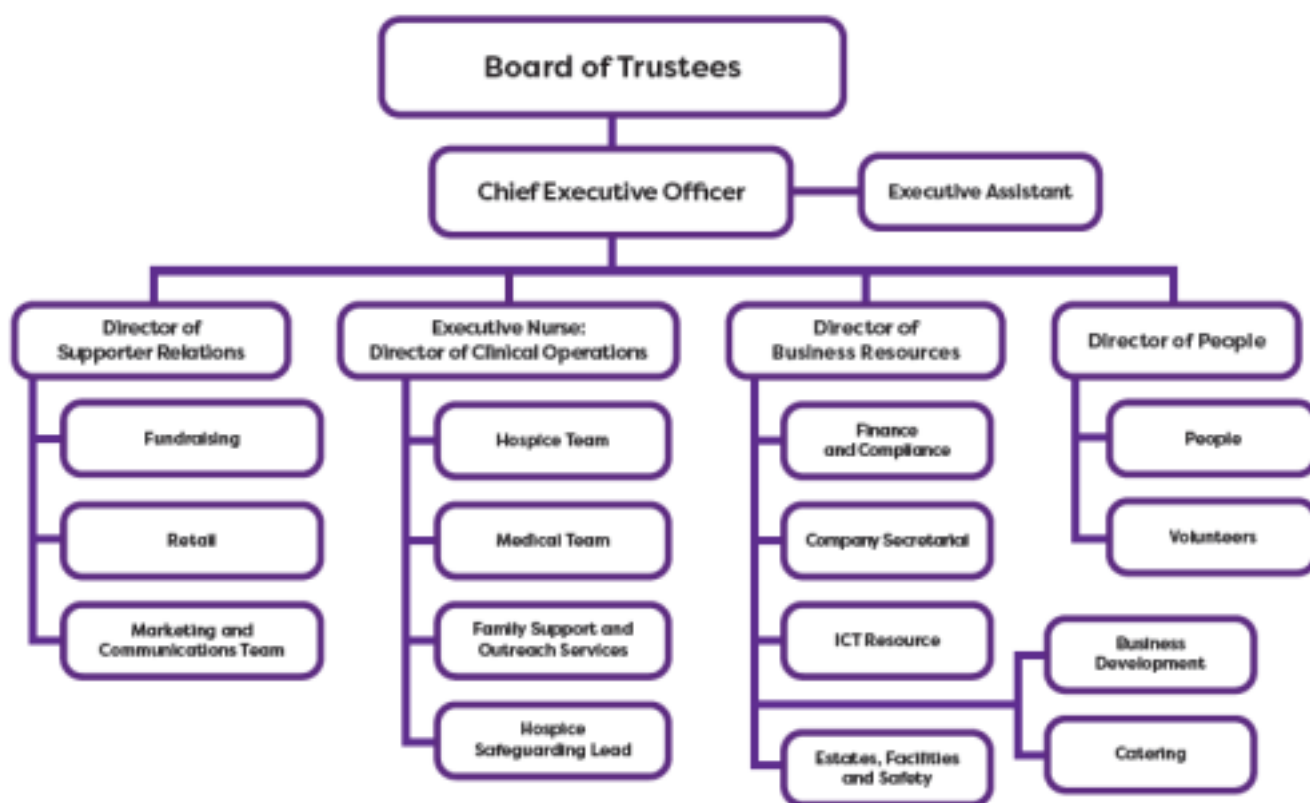 Board of Trustees
Chief Executive Officer
Executive Assistant
Director of
Supporter Relations
Executive Nurse:
Director of Clinical Operations
Director of
Business Resources
Director of People
Fundraising
Retail
Marketing and
Communications Team
Hospice Team
Medical Team
Family Support and
Outreach Services
Hospice
Safeguarding Lead
Finance
and Compliance
Company Secretarial
ICT Resource
Estates, Facilities
and Safety
Business
Development
Catering
People
Volunteers